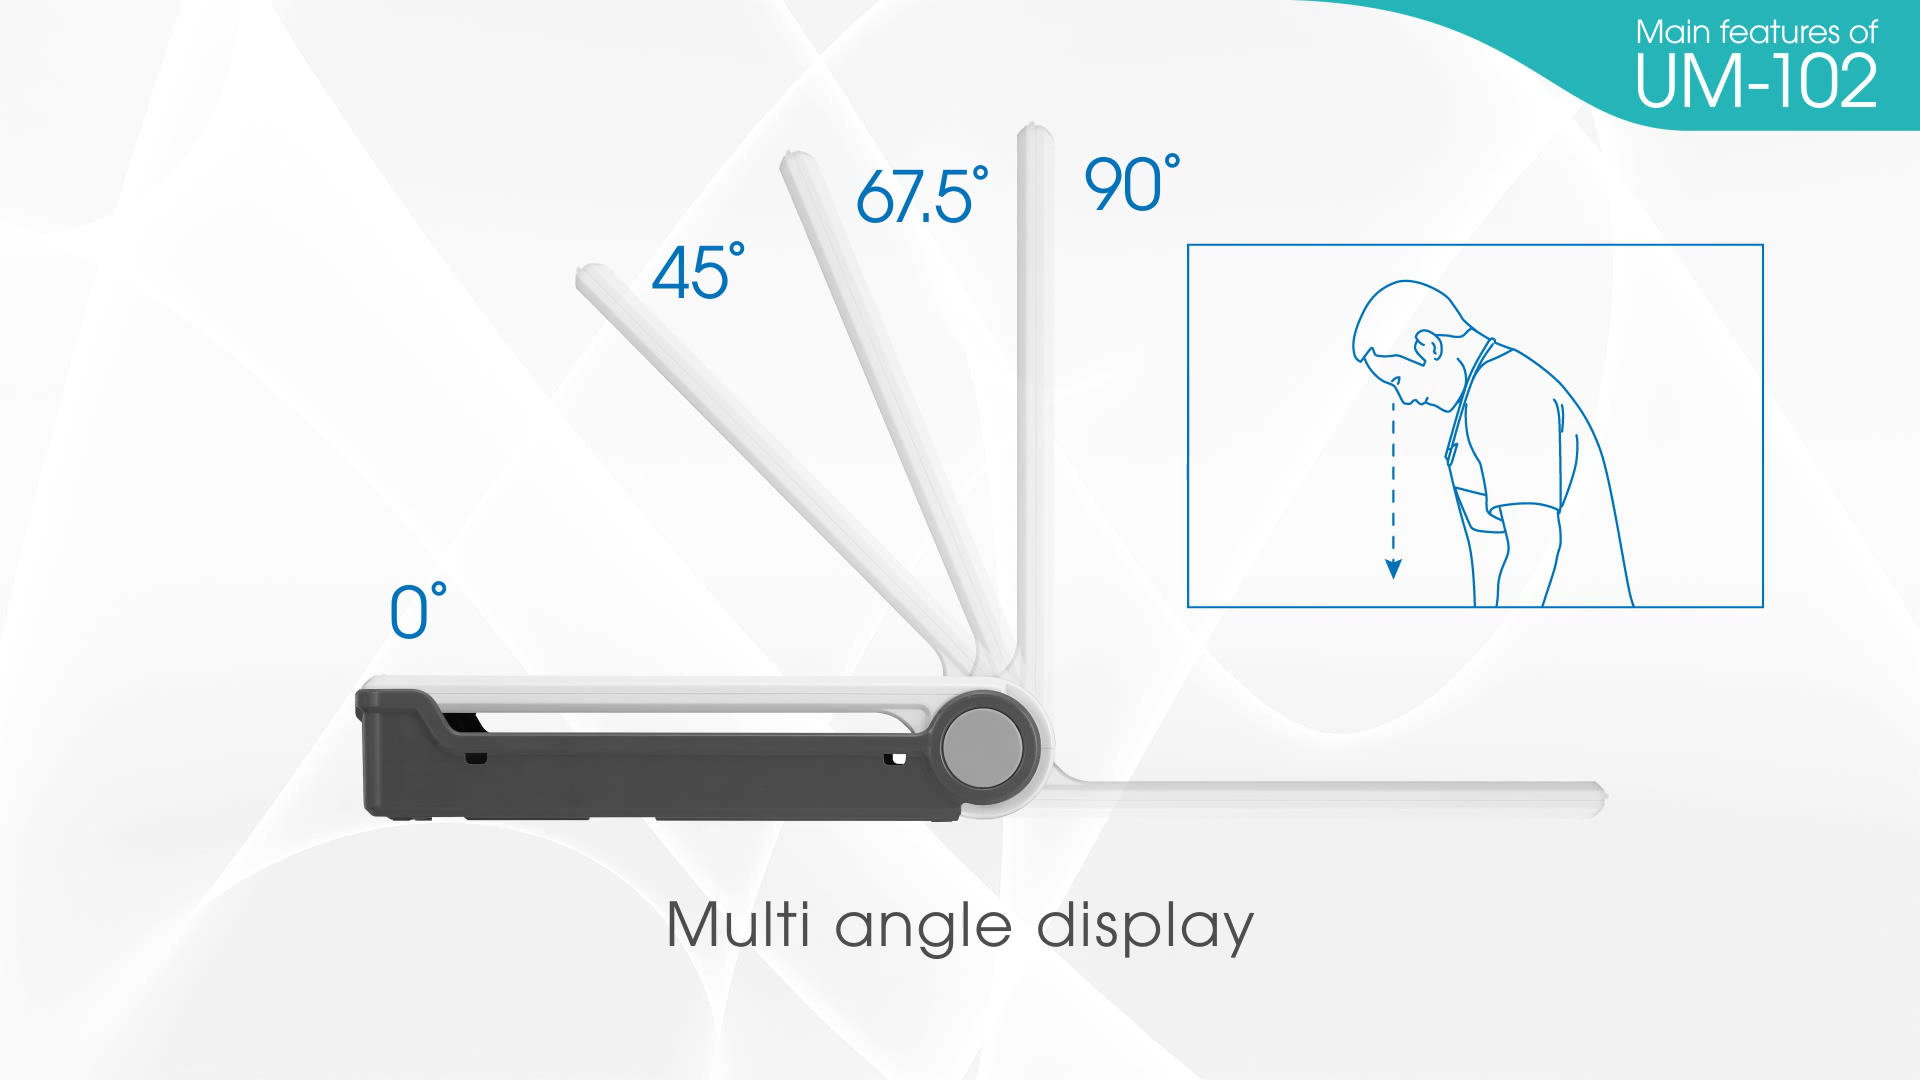 Main features of
UM-102
90°
67.5°
45°
0°
Multi angle display